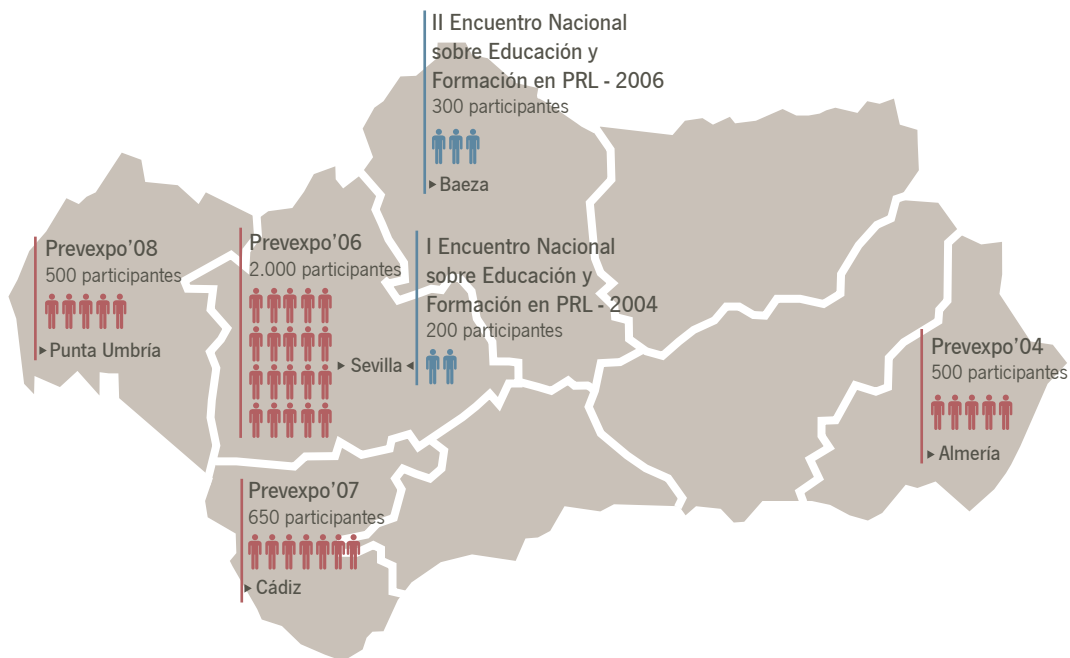 II Encuentro Nacional
sobre Educación y
Formación en PRL - 2006
300 participantes
Baeza
Prevexpo’08
500 participantes
Punta Umbría
Prevexpo’06
2.000 participantes
Sevilla
I Encuentro Nacional
sobre Educación y
Formación en PRL - 2004
200 participantes
Prevexpo’04
500 participantes
Almería
Prevexpo’07
650 participantes
Cádiz